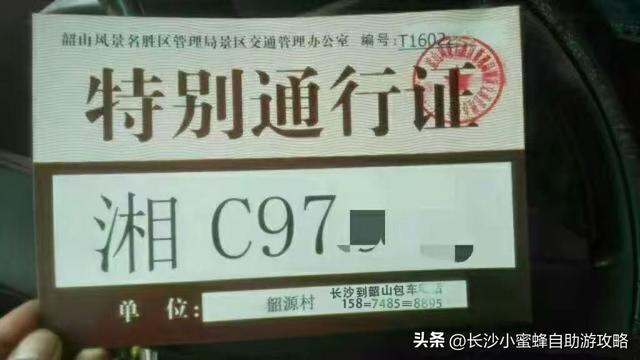 韶山风景名胜区管理局景区交通管理办公室 编号:T1602
特别通行证
湘 C97
单 位: 韶源村
长沙到韶山包车
158=7485=8895
头条 @长沙小蜜蜂自助游攻略